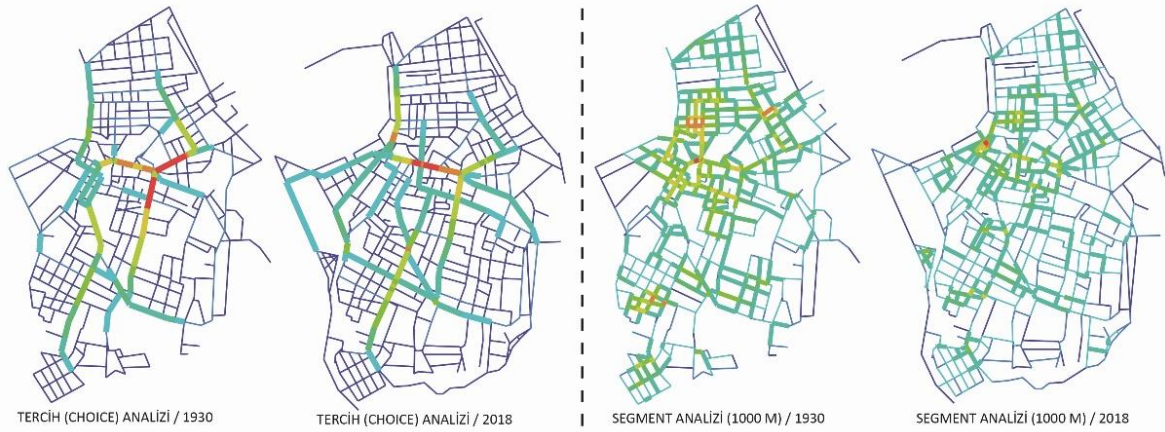 TERCİH (CHOICE) ANALİZİ / 1930
TERCİH (CHOICE) ANALİZİ / 2018
SEGMENT ANALİZİ (1000 M) / 1930
SEGMENT ANALİZİ (1000 M) / 2018